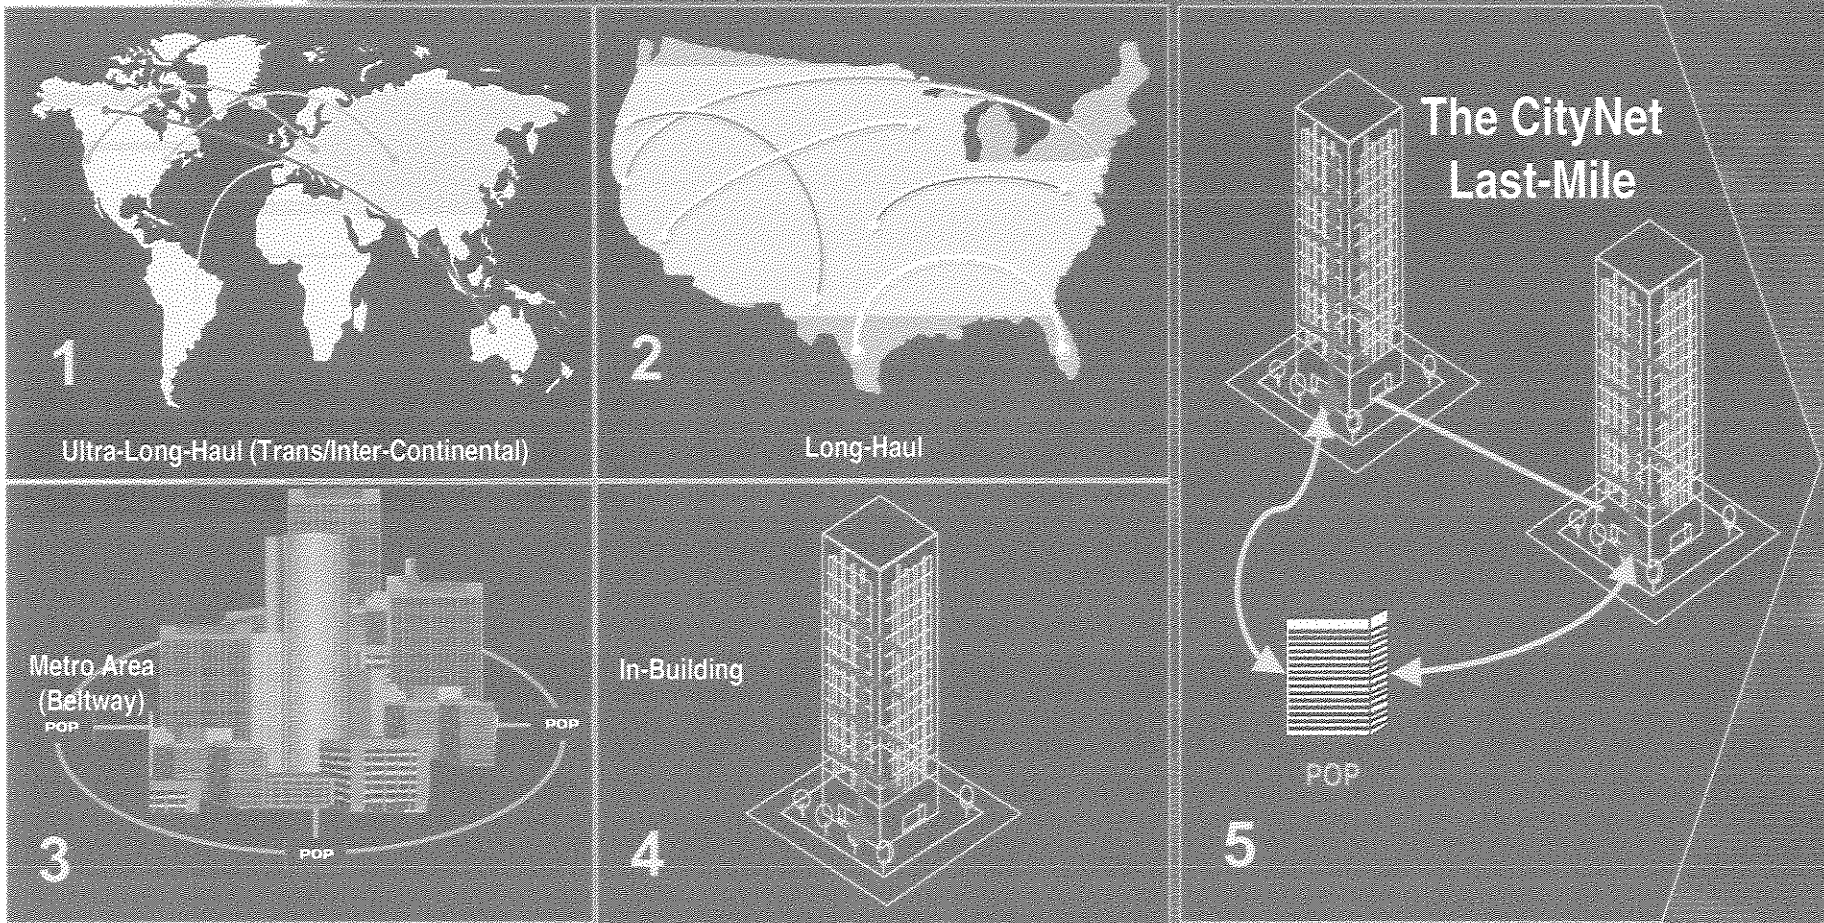 1
Ultra-Long-Haul (Trans/Inter-Continental)
2
Long-Haul
Metro Area
(Beltway)
POP
POP
POP
3
In-Building
4
The CityNet
Last-Mile
POP
5